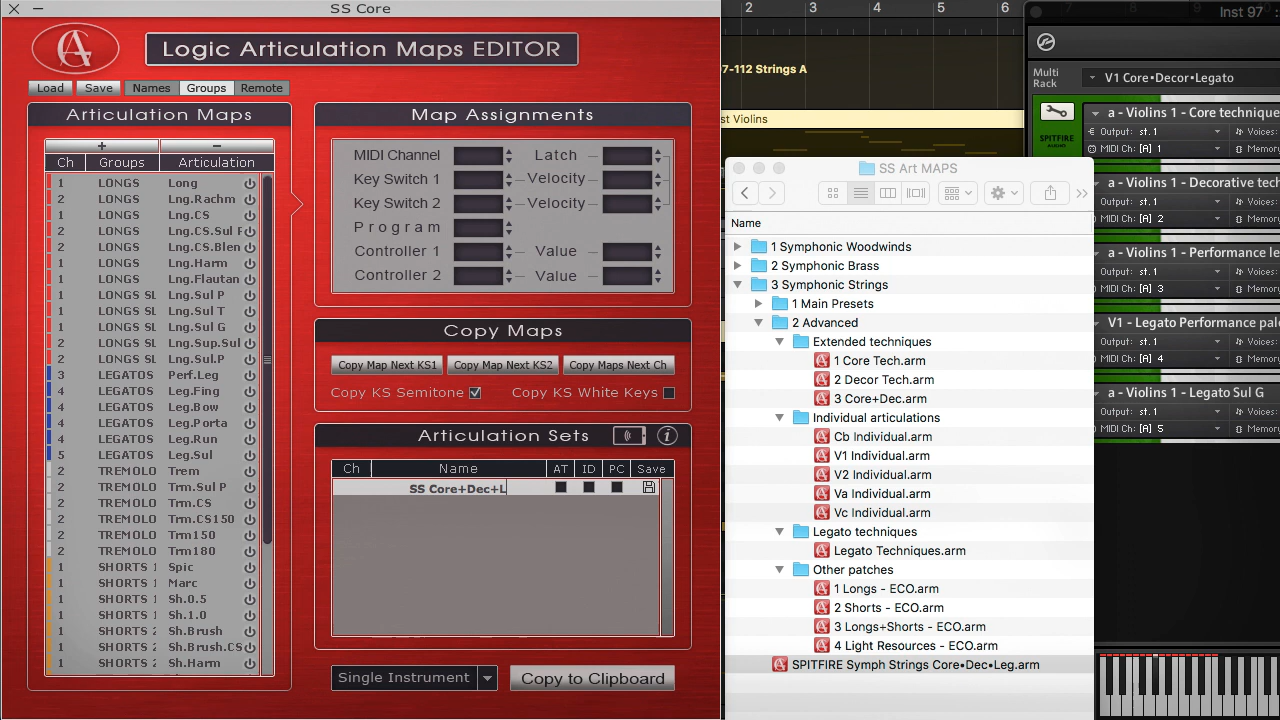 SS Core
Logic Articulation Maps EDITOR
Load Save Names Groups Remote
Articulation Maps
+ −
Ch Groups Articulation
1 LONGS Long
2 LONGS Lng.Rachm
1 LONGS Lng.CS
2 LONGS Lng.CS.Sul F
2 LONGS Lng.CS.Blen
1 LONGS Lng.Harm
1 LONGS Lng.Flautan
1 LONGS SL Lng.Sul P
1 LONGS SL Lng.Sul T
1 LONGS SL Lng.Sul G
2 LONGS SL Lng.Sup.Sul
2 LONGS SL Lng.Sul.P
3 LEGATOS Perf.Leg
4 LEGATOS Leg.Fing
4 LEGATOS Leg.Bow
4 LEGATOS Leg.Porta
4 LEGATOS Leg.Run
5 LEGATOS Leg.Sul
2 TREMOLO Trem
2 TREMOLO Trm.Sul P
2 TREMOLO Trm.CS
2 TREMOLO Trm.CS150
2 TREMOLO Trm150
2 TREMOLO Trm180
1 SHORTS 1 Spic
1 SHORTS 1 Marc
1 SHORTS 1 Sh.0.5
1 SHORTS 1 Sh.1.0
1 SHORTS 2 Sh.Brush
1 SHORTS 2 Sh.Brush.CS
1 SHORTS 2 Sh.Harm
Map Assignments
MIDI Channel Latch
Key Switch 1 Velocity
Key Switch 2 Velocity
Program
Controller 1 Value
Controller 2 Value
Copy Maps
Copy Map Next KS1 Copy Map Next KS2 Copy Maps Next Ch
Copy KS Semitone Copy KS White Keys
Articulation Sets
Ch Name AT ID PC Save
SS Core+Dec+L
Single Instrument Copy to Clipboard
2 3 4 5 6 7 8 9
7-112 Strings A
st Violins
SS Art MAPS
Name
1 Symphonic Woodwinds
2 Symphonic Brass
3 Symphonic Strings
1 Main Presets
2 Advanced
Extended techniques
1 Core Tech.arm
2 Decor Tech.arm
3 Core+Dec.arm
Individual articulations
Cb Individual.arm
V1 Individual.arm
V2 Individual.arm
Va Individual.arm
Vc Individual.arm
Legato techniques
Legato Techniques.arm
Other patches
1 Longs - ECO.arm
2 Shorts - ECO.arm
3 Longs+Shorts - ECO.arm
4 Light Resources - ECO.arm
SPITFIRE Symph Strings Core•Dec•Leg.arm
Inst 97
Multi Rack
V1 Core•Decor•Legato
SPITFIRE AUDIO
a - Violins 1 - Core technique
Output: st.1 Voices:
MIDI Ch: [A] 1 Memory
a - Violins 1 - Decorative tech
Output: st.1 Voices:
MIDI Ch: [A] 2 Memory
a - Violins 1 - Performance le
Output: st.1 Voices:
MIDI Ch: [A] 3 Memory
V1 - Legato Performance pal
Output: st.1 Voices:
MIDI Ch: [A] 4 Memory
a - Violins 1 - Legato Sul G
Output: st.1 Voices:
MIDI Ch: [A] 5 Memory